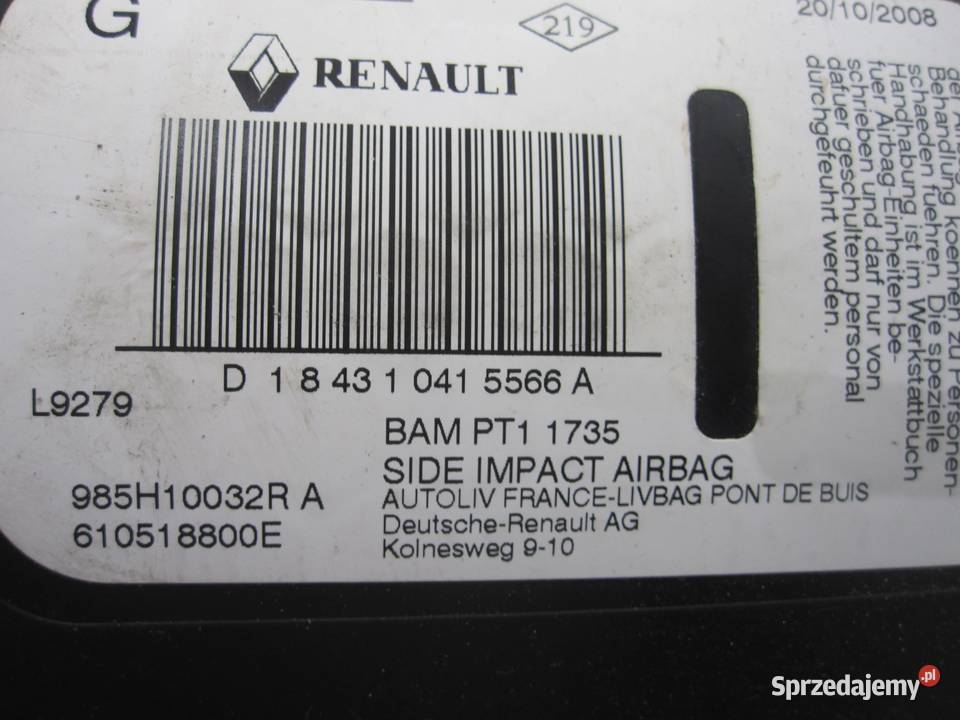 G
219
20/10/2008
RENAULT
D 1 8 43 1 041 5566 A
L9279
BAM PT1 1735
SIDE IMPACT AIRBAG
985H10032R A
AUTOLIV FRANCE-LIVBAG PONT DE BUIS
610518800E
Deutsche-Renault AG
Kolnesweg 9-10
Behandlung koennen zu Personen-
schaeden fuehren. Die spezielle
Handhabung ist im Werkstattbuch
fuer Airbag-Einheiten be-
schrieben und darf nur von
dafuer geschultem personal
durchgefeuhrt werden.
Sprzedajemy.pl